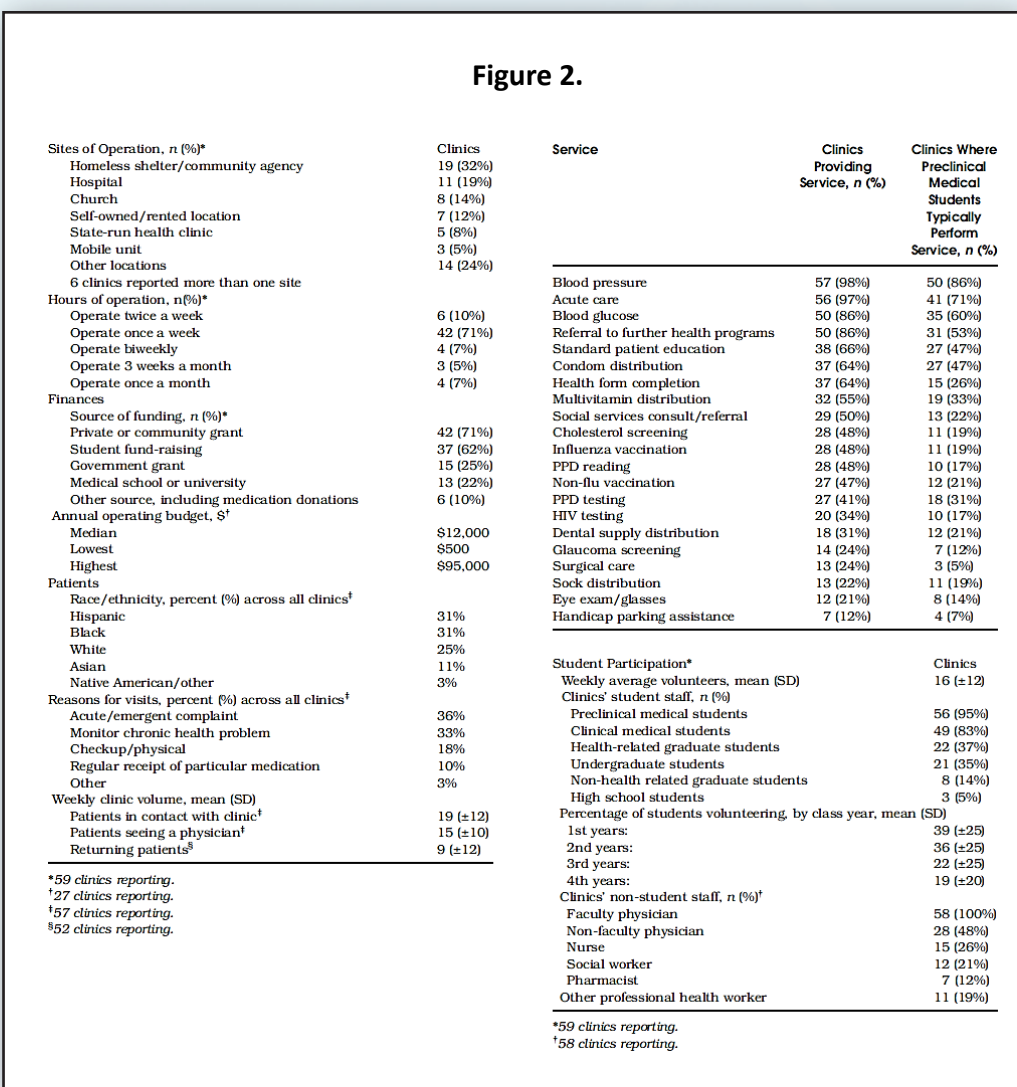 Figure 2.
Sites of Operation, n (%)* Clinics
Homeless shelter/community agency 19 (32%)
Hospital 11 (19%)
Church 8 (14%)
Self-owned/rented location 7 (12%)
State-run health clinic 5 (8%)
Mobile unit 3 (5%)
Other locations 14 (24%)
6 clinics reported more than one site
Hours of operation, n(%)*
Operate twice a week 6 (10%)
Operate once a week 42 (71%)
Operate biweekly 4 (7%)
Operate 3 weeks a month 3 (5%)
Operate once a month 4 (7%)
Finances
Source of funding, n (%)*
Private or community grant 42 (71%)
Student fund-raising 37 (62%)
Government grant 15 (25%)
Medical school or university 13 (22%)
Other source, including medication donations 6 (10%)
Annual operating budget, $†
Median $12,000
Lowest $500
Highest $95,000
Patients
Race/ethnicity, percent (%) across all clinics‡
Hispanic 31%
Black 31%
White 25%
Asian 11%
Native American/other 3%
Reasons for visits, percent (%) across all clinics‡
Acute/emergent complaint 36%
Monitor chronic health problem 33%
Checkup/physical 18%
Regular receipt of particular medication 10%
Other 3%
Weekly clinic volume, mean (SD)
Patients in contact with clinic‡ 19 (±12)
Patients seeing a physician‡ 15 (±10)
Returning patients§ 9 (±12)
*59 clinics reporting.
†27 clinics reporting.
‡57 clinics reporting.
§52 clinics reporting.
Service Clinics Clinics Where
Providing Preclinical
Service, n (%) Medical
Students
Typically
Perform
Service, n (%)
Blood pressure 57 (98%) 50 (86%)
Acute care 56 (97%) 41 (71%)
Blood glucose 50 (86%) 35 (60%)
Referral to further health programs 50 (86%) 31 (53%)
Standard patient education 38 (66%) 27 (47%)
Condom distribution 37 (64%) 27 (47%)
Health form completion 37 (64%) 15 (26%)
Multivitamin distribution 32 (55%) 19 (33%)
Social services consult/referral 29 (50%) 13 (22%)
Cholesterol screening 28 (48%) 11 (19%)
Influenza vaccination 28 (48%) 11 (19%)
PPD reading 28 (48%) 10 (17%)
Non-flu vaccination 27 (47%) 12 (21%)
PPD testing 27 (41%) 18 (31%)
HIV testing 20 (34%) 10 (17%)
Dental supply distribution 18 (31%) 12 (21%)
Glaucoma screening 14 (24%) 7 (12%)
Surgical care 13 (24%) 3 (5%)
Sock distribution 13 (22%) 11 (19%)
Eye exam/glasses 12 (21%) 8 (14%)
Handicap parking assistance 7 (12%) 4 (7%)
Student Participation* Clinics
Weekly average volunteers, mean (SD) 16 (±12)
Clinics' student staff, n (%)
Preclinical medical students 56 (95%)
Clinical medical students 49 (83%)
Health-related graduate students 22 (37%)
Undergraduate students 21 (35%)
Non-health related graduate students 8 (14%)
High school students 3 (5%)
Percentage of students volunteering, by class year, mean (SD)
1st years: 39 (±25)
2nd years: 36 (±25)
3rd years: 22 (±25)
4th years: 19 (±20)
Clinics' non-student staff, n (%)†
Faculty physician 58 (100%)
Non-faculty physician 28 (48%)
Nurse 15 (26%)
Social worker 12 (21%)
Pharmacist 7 (12%)
Other professional health worker 11 (19%)
*59 clinics reporting.
†58 clinics reporting.